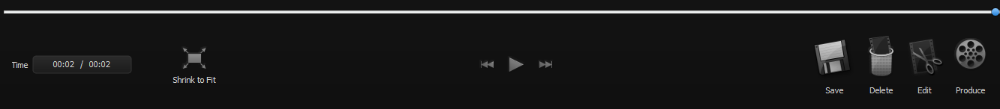 Time 00:02 / 00:02
Shrink to Fit
Save Delete Edit Produce